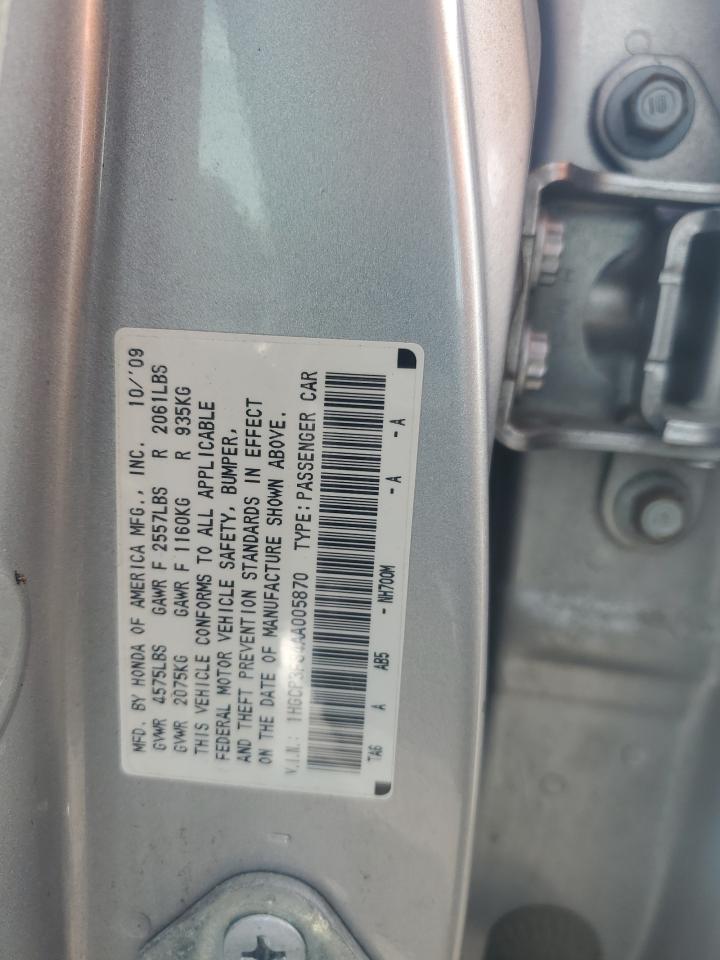 MFD. BY HONDA OF AMERICA MFG., INC. 10/'09
GVWR 4575LBS GAWR F 2557LBS R 2061LBS
GVWR 2075KG GAWR F 1160KG R 935KG
THIS VEHICLE CONFORMS TO ALL APPLICABLE
FEDERAL MOTOR VEHICLE SAFETY, BUMPER,
AND THEFT PREVENTION STANDARDS IN EFFECT
ON THE DATE OF MANUFACTURE SHOWN ABOVE.
V.I.N.: TYPE:PASSENGER CAR
TA6 A AB5 - NH700M - A - A